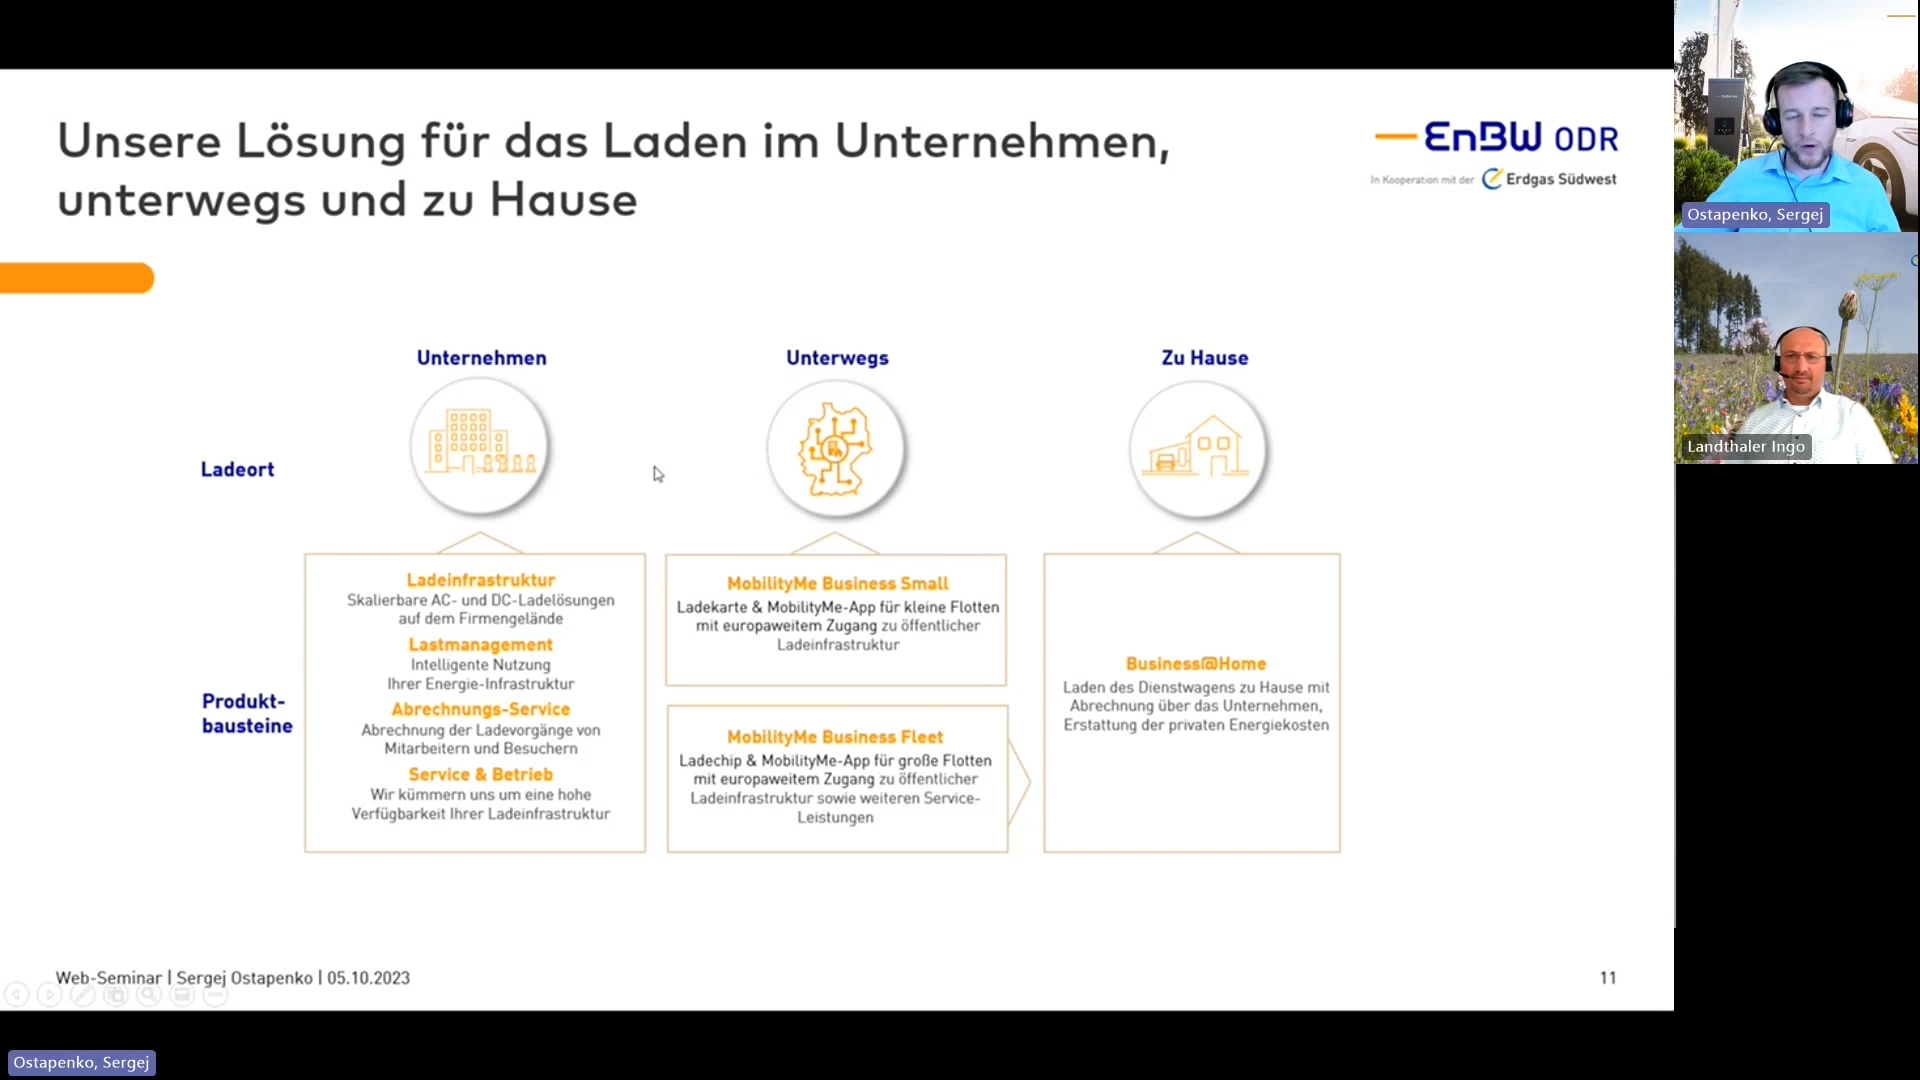 Unsere Lösung für das Laden im Unternehmen,
unterwegs und zu Hause
EnBW ODR
In Kooperation mit der Erdgas Südwest
Unternehmen
Unterwegs
Zu Hause
Ladeort
Produkt-
bausteine
Ladeinfrastruktur
Skalierbare AC- und DC-Ladelösungen
auf dem Firmengelände
Lastmanagement
Intelligente Nutzung
Ihrer Energie-Infrastruktur
Abrechnungs-Service
Abrechnung der Ladevorgänge von
Mitarbeitern und Besuchern
Service & Betrieb
Wir kümmern uns um eine hohe
Verfügbarkeit Ihrer Ladeinfrastruktur
MobilityMe Business Small
Ladekarte & MobilityMe-App für kleine Flotten
mit europaweitem Zugang zu öffentlicher
Ladeinfrastruktur
MobilityMe Business Fleet
Ladechip & MobilityMe-App für große Flotten
mit europaweitem Zugang zu öffentlicher
Ladeinfrastruktur sowie weiteren Service-
Leistungen
Business@Home
Laden des Dienstwagens zu Hause mit
Abrechnung über das Unternehmen,
Erstattung der privaten Energiekosten
Web-Seminar | Sergej Ostapenko | 05.10.2023
11
Ostapenko, Sergej
Landthaler Ingo
Ostapenko, Sergej